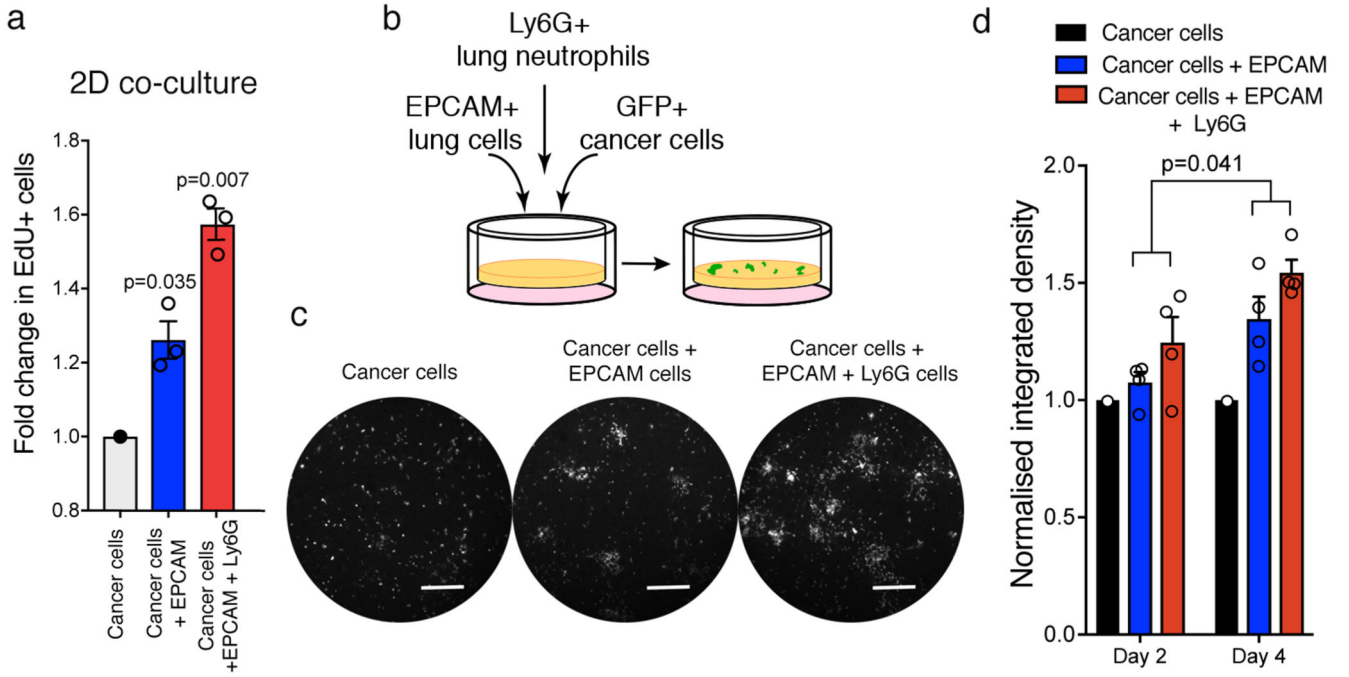 a
2D co-culture
Fold change in EdU+ cells
1.8
1.6
1.4
1.2
1.0
0.8
p=0.035
p=0.007
Cancer cells
Cancer cells
+ EPCAM
Cancer cells
+EPCAM + Ly6G
b
Ly6G+
lung neutrophils
EPCAM+
lung cells
GFP+
cancer cells
c
Cancer cells
Cancer cells +
EPCAM cells
Cancer cells +
EPCAM + Ly6G cells
d
Cancer cells
Cancer cells + EPCAM
Cancer cells + EPCAM
+ Ly6G
Normalised integrated density
2.0
1.5
1.0
0.5
0.0
p=0.041
Day 2
Day 4